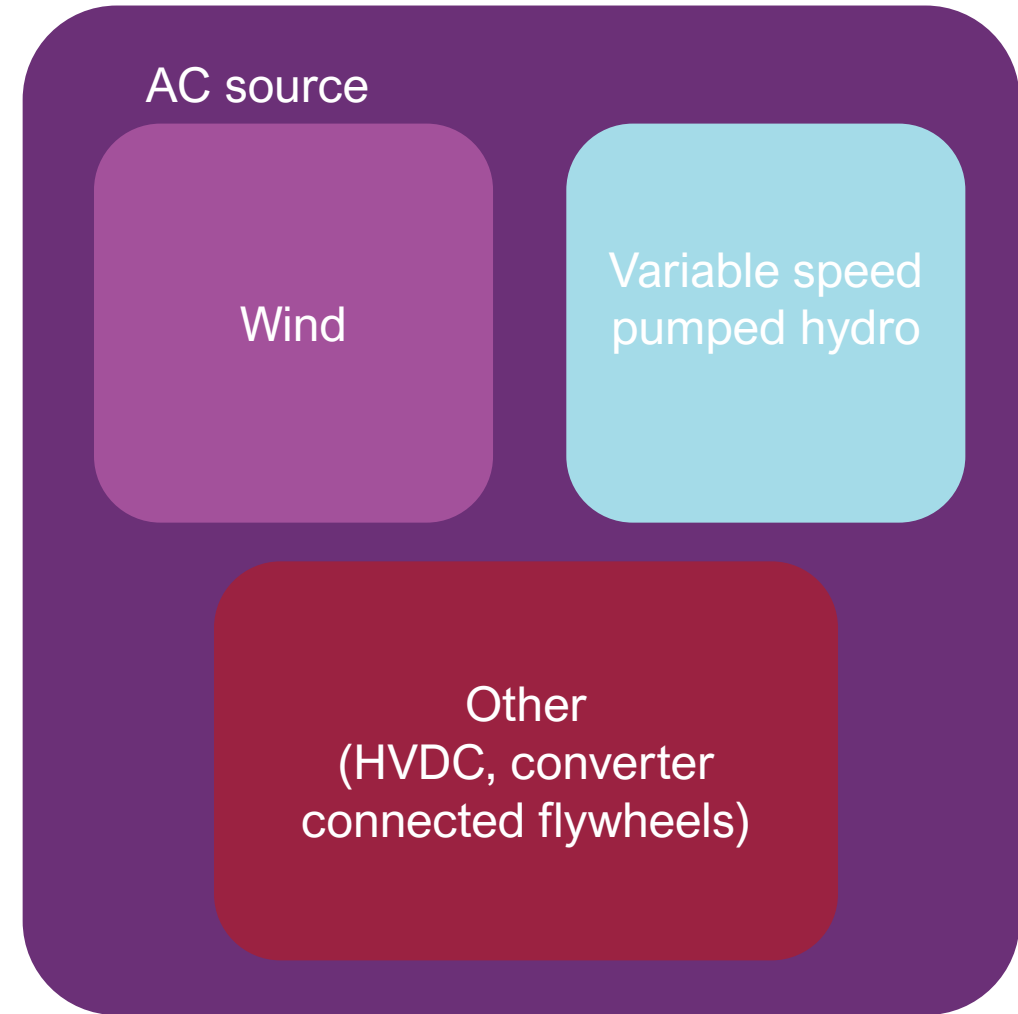 AC source
Wind
Variable speed
pumped hydro
Other
(HVDC, converter
connected flywheels)